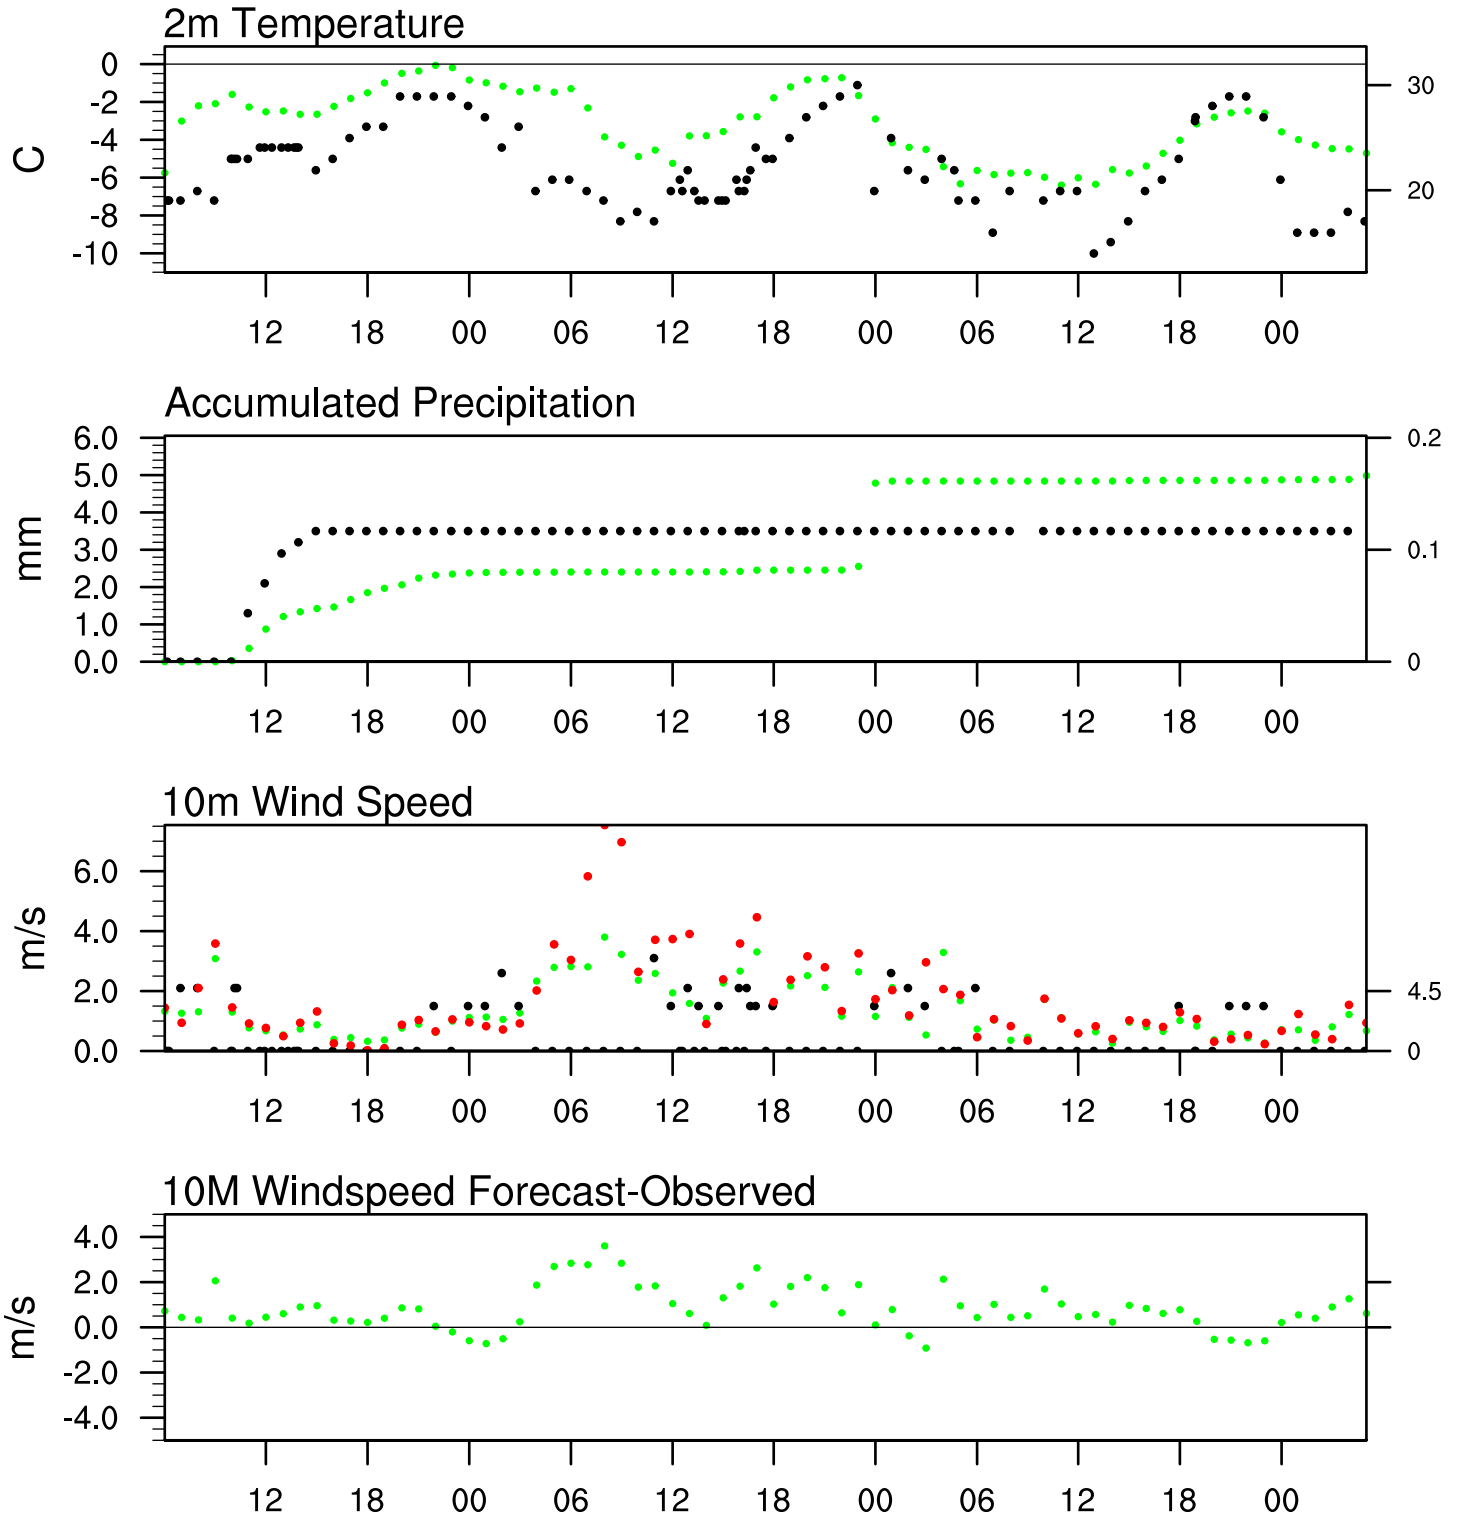 2m Temperature
0
-2
-4
-6
-8
-10
C
30
20
12 18 00 06 12 18 00 06 12 18 00
Accumulated Precipitation
6.0
5.0
4.0
3.0
2.0
1.0
0.0
mm
0.2
0.1
0
12 18 00 06 12 18 00 06 12 18 00
10m Wind Speed
6.0
4.0
2.0
0.0
m/s
4.5
0
12 18 00 06 12 18 00 06 12 18 00
10M Windspeed Forecast-Observed
4.0
2.0
0.0
-2.0
-4.0
m/s
12 18 00 06 12 18 00 06 12 18 00